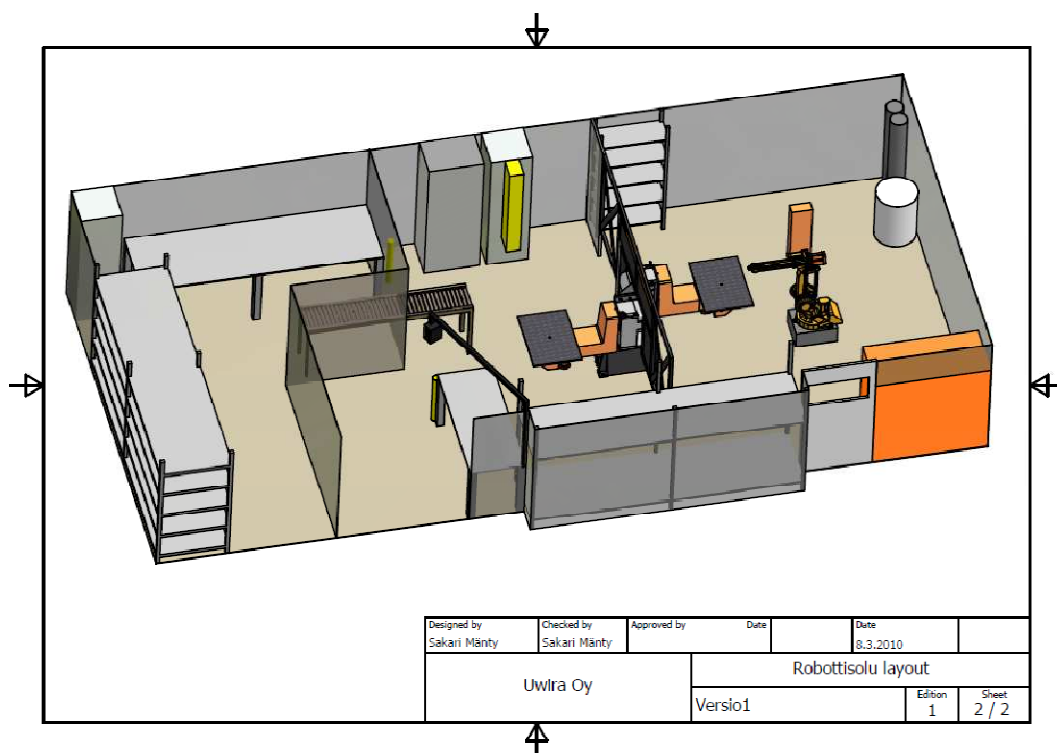 Designed by
Sakari Mänty
Checked by
Sakari Mänty
Approved by
Date
Date
8.3.2010
Uwira Oy
Robottisolu layout
Versio1
Edition
1
Sheet
2 / 2